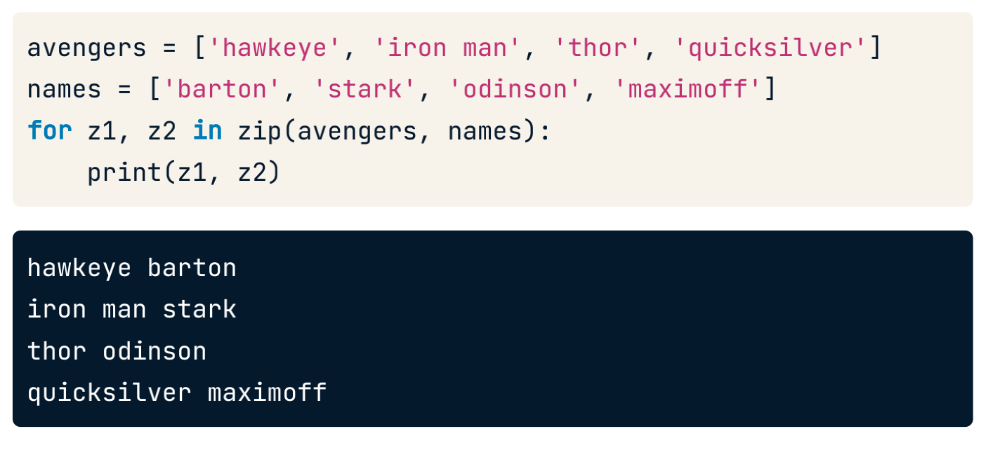 avengers = ['hawkeye', 'iron man', 'thor', 'quicksilver']
names = ['barton', 'stark', 'odinson', 'maximoff']
for z1, z2 in zip(avengers, names):
    print(z1, z2)
hawkeye barton
iron man stark
thor odinson
quicksilver maximoff